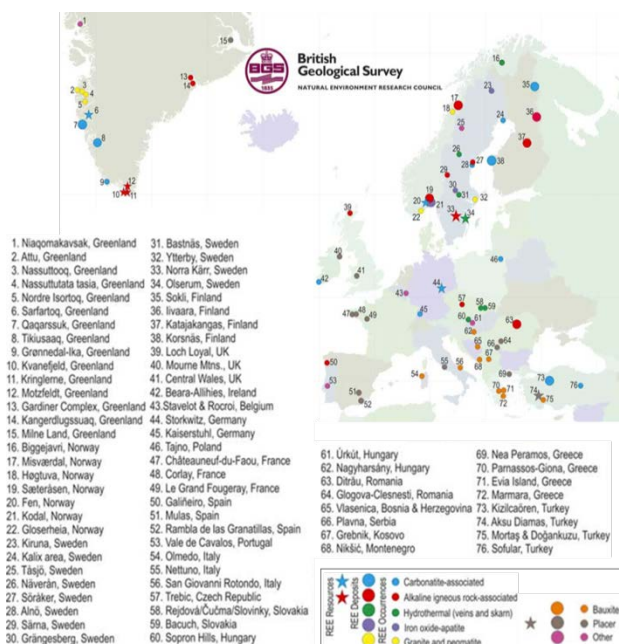 BGS
1835
British
Geological Survey
NATURAL ENVIRONMENT RESEARCH COUNCIL
1. Niaqornakavsak, Greenland
2. Attu, Greenland
3. Nassuttooq, Greenland
4. Nassuttutata tasia, Greenland
5. Nordre Isortoq, Greenland
6. Sarfartoq, Greenland
7. Qaqarssuk, Greenland
8. Tikiusaaq, Greenland
9. Grønnedal-Ika, Greenland
10. Kvanefjeld, Greenland
11. Kringlerne, Greenland
12. Motzfeldt, Greenland
13. Gardiner Complex, Greenland
14. Kangerdlugssuaq, Greenland
15. Milne Land, Greenland
16. Biggejavri, Norway
17. Misværdal, Norway
18. Høgtuva, Norway
19. Sæteråsen, Norway
20. Fen, Norway
21. Kodal, Norway
22. Gloserheia, Norway
23. Kiruna, Sweden
24. Kalix area, Sweden
25. Tåsjö, Sweden
26. Näverån, Sweden
27. Söråker, Sweden
28. Alnö, Sweden
29. Särna, Sweden
30. Grängesberg, Sweden
31. Bastnäs, Sweden
32. Ytterby, Sweden
33. Norra Kärr, Sweden
34. Olserum, Sweden
35. Sokli, Finland
36. Iivaara, Finland
37. Katajakangas, Finland
38. Korsnäs, Finland
39. Loch Loyal, UK
40. Mourne Mtns., UK
41. Central Wales, UK
42. Beara-Allihies, Ireland
43. Stavelot & Rocroi, Belgium
44. Storkwitz, Germany
45. Kaiserstuhl, Germany
46. Tajno, Poland
47. Châteauneuf-du-Faou, France
48. Corlay, France
49. Le Grand Fougeray, France
50. Galiñeiro, Spain
51. Mulas, Spain
52. Rambla de las Granatillas, Spain
53. Vale de Cavalos, Portugal
54. Olmedo, Italy
55. Nettuno, Italy
56. San Giovanni Rotondo, Italy
57. Trebic, Czech Republic
58. Rejdová/Čučma/Slovinky, Slovakia
59. Bacuch, Slovakia
60. Sopron Hills, Hungary
61. Úrkút, Hungary
62. Nagyharsány, Hungary
63. Ditrău, Romania
64. Glogova-Clesnesti, Romania
65. Vlasenica, Bosnia & Herzegovina
66. Plavna, Serbia
67. Grebnik, Kosovo
68. Nikšić, Montenegro
69. Nea Peramos, Greece
70. Parnassos-Giona, Greece
71. Evia Island, Greece
72. Marmara, Greece
73. Kizilcaören, Turkey
74. Aksu Diamas, Turkey
75. Mortaş & Doğankuzu, Turkey
76. Sofular, Turkey
REE Resources
REE Deposits
REE Occurrences
Carbonatite-associated
Alkaline igneous rock-associated
Hydrothermal (veins and skarn)
Iron oxide-apatite
Granite and pegmatite
Bauxite
Placer
Other